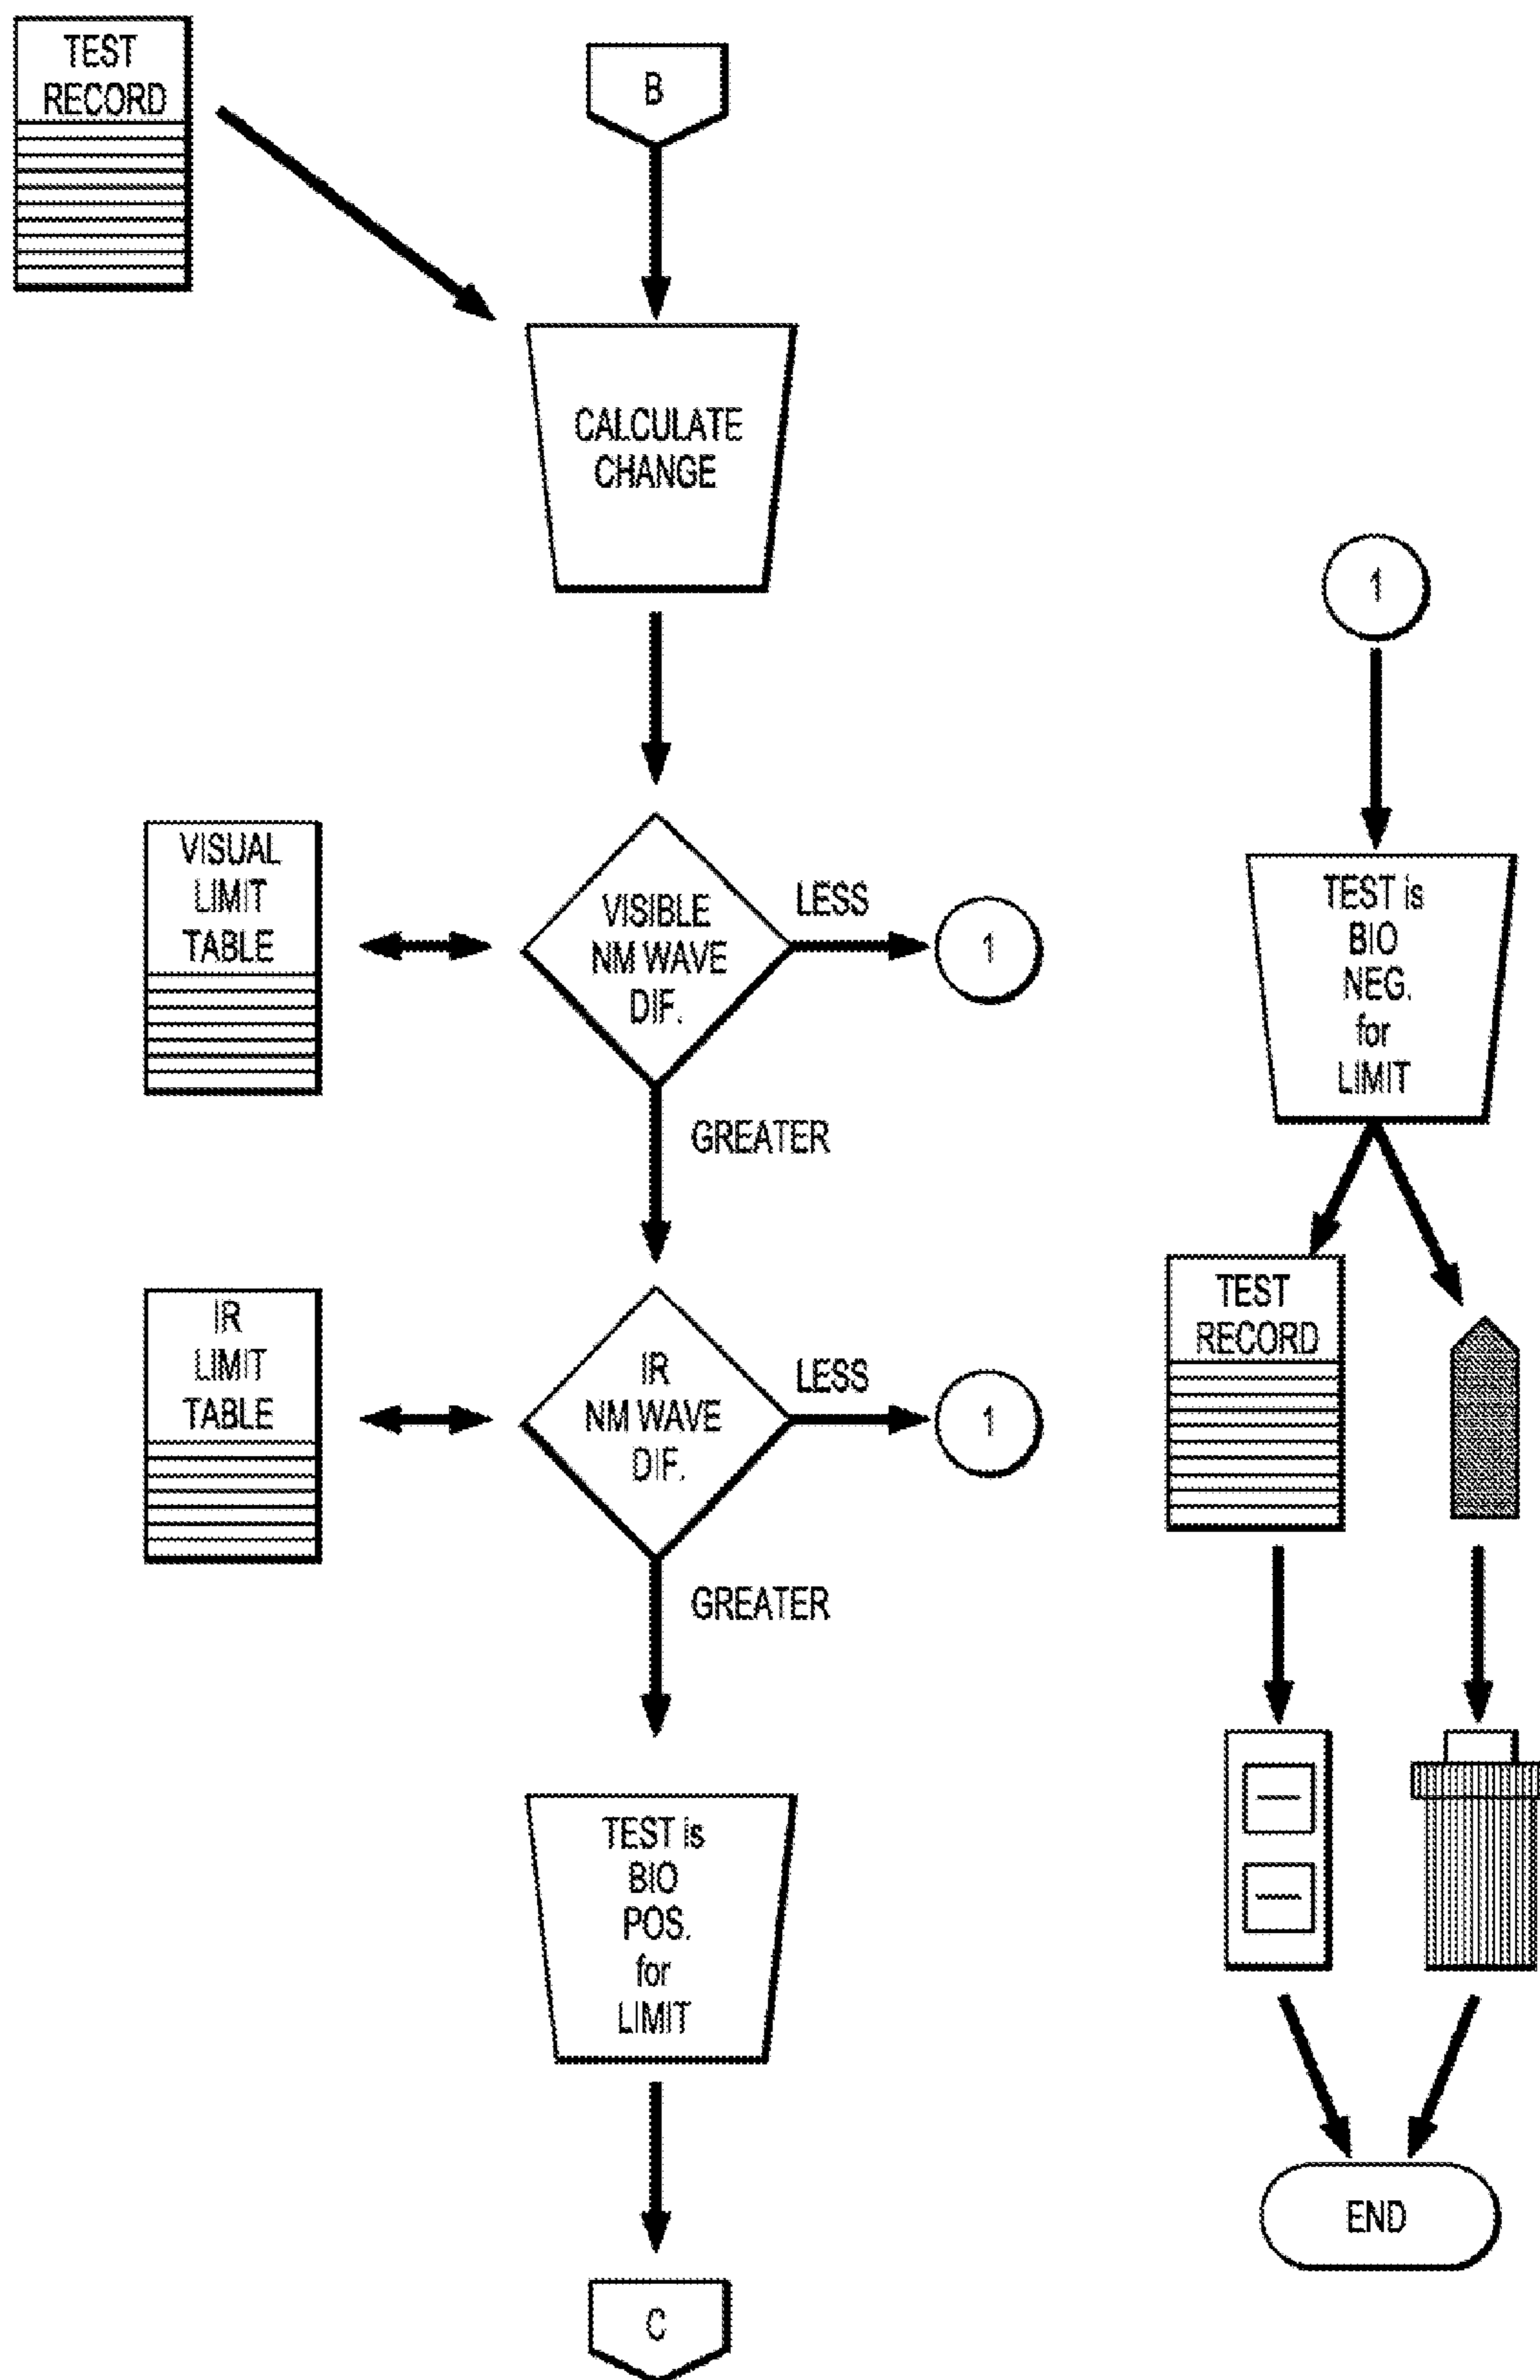 TEST
RECORD
B
CALCULATE
CHANGE
VISUAL
LIMIT
TABLE
VISIBLE
NM WAVE
DIF.
LESS
1
GREATER
IR
LIMIT
TABLE
IR
NM WAVE
DIF.
LESS
1
GREATER
TEST is
BIO
POS.
for
LIMIT
C
1
TEST is
BIO
NEG.
for
LIMIT
TEST
RECORD
END